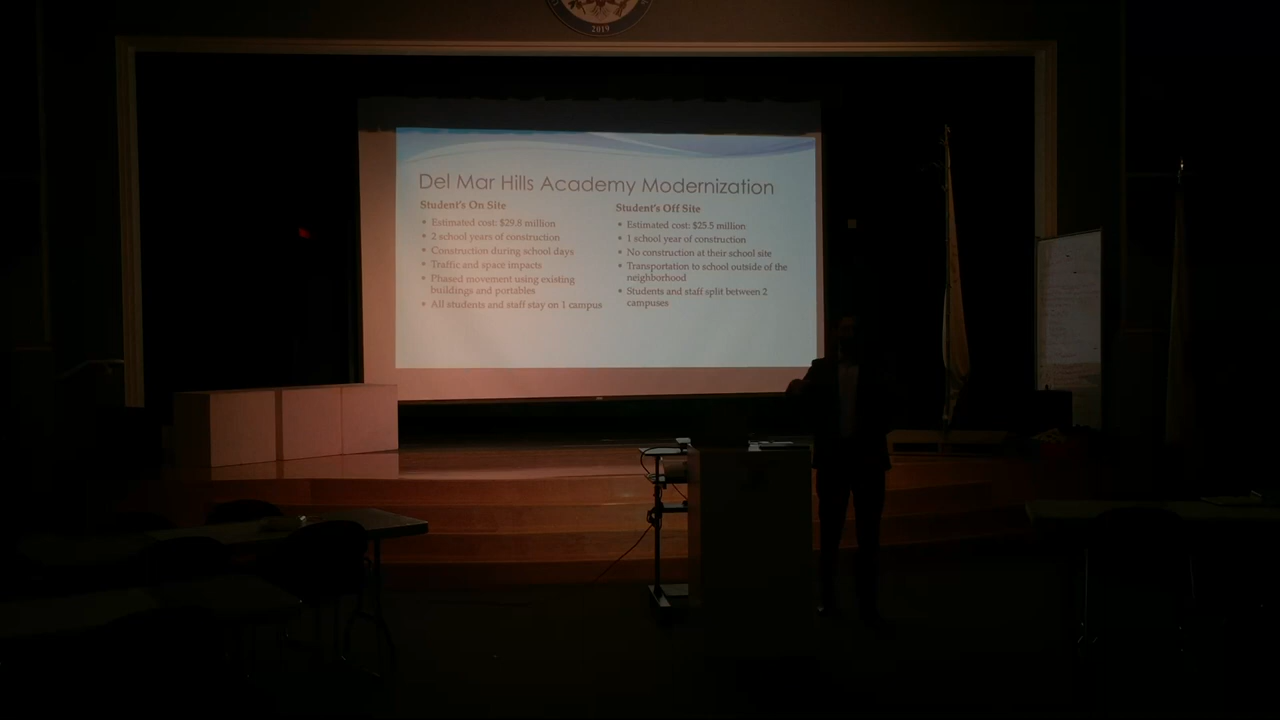 2019
Del Mar Hills Academy Modernization
Student's On Site
• Estimated cost: $29.8 million
• 2 school years of construction
• Construction during school days
• Traffic and space impacts
• Phased movement using existing
buildings and portables
• All students and staff stay on 1 campus
Student's Off Site
• Estimated cost: $25.5 million
• 1 school year of construction
• No construction at their school site
• Transportation to school outside of the
neighborhood
• Students and staff split between 2
campuses